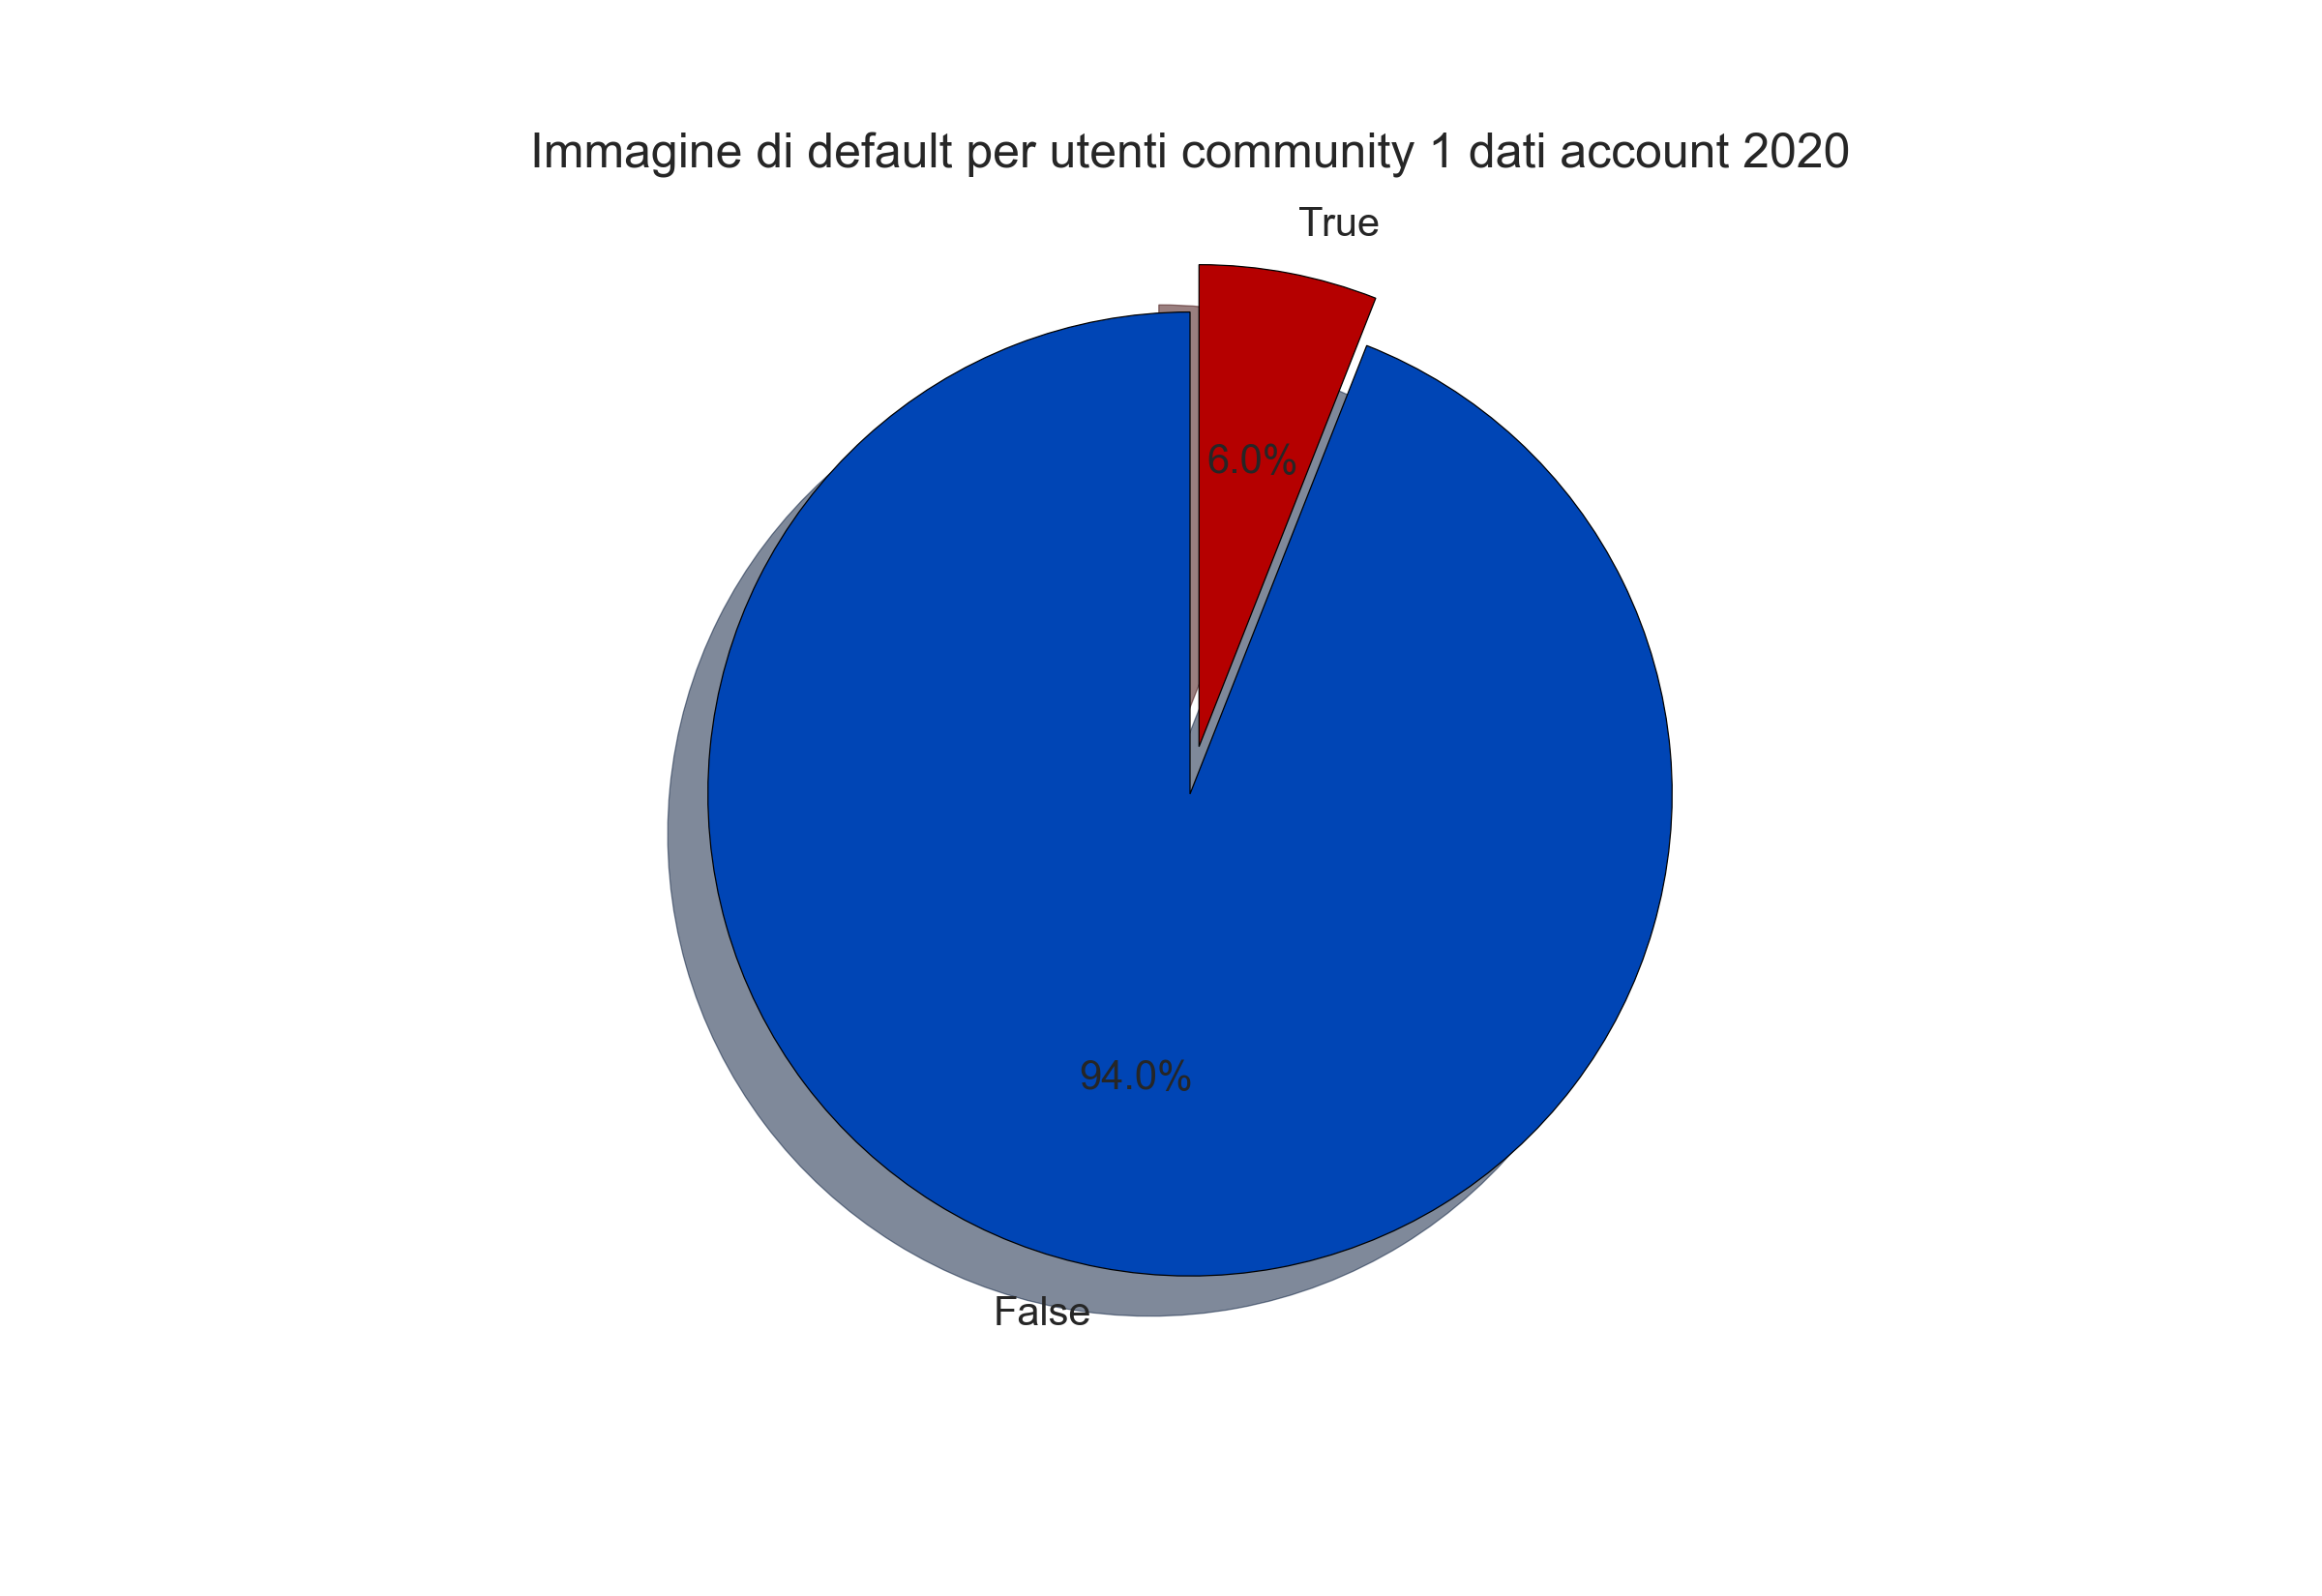 Immagine di default per utenti community 1 dati account 2020
True
6.0%
94.0%
False